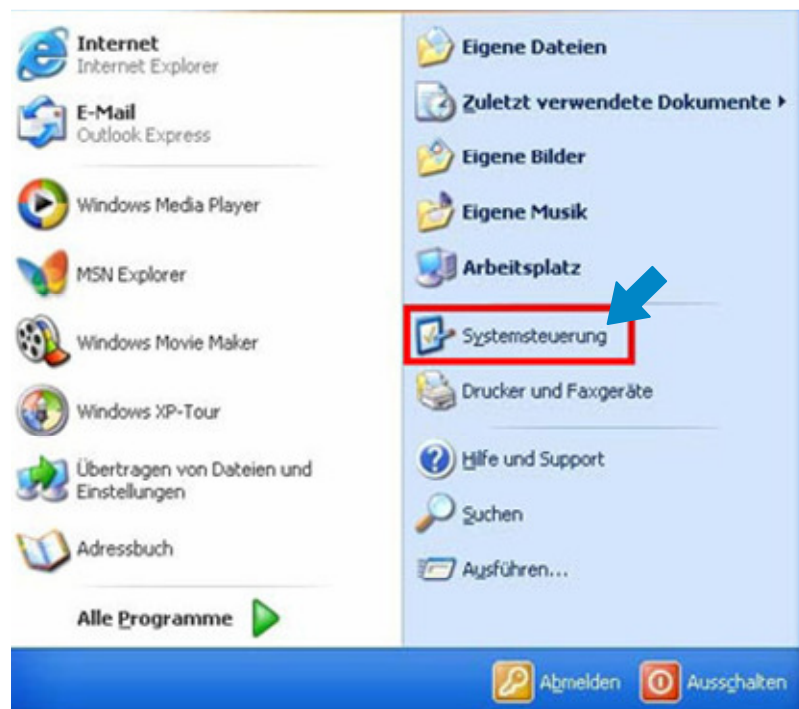 Internet
Internet Explorer
E-Mail
Outlook Express
Windows Media Player
MSN Explorer
Windows Movie Maker
Windows XP-Tour
Übertragen von Dateien und
Einstellungen
Adressbuch
Alle Programme
Eigene Dateien
Zuletzt verwendete Dokumente
Eigene Bilder
Eigene Musik
Arbeitsplatz
Systemsteuerung
Drucker und Faxgeräte
Hilfe und Support
Suchen
Ausführen...
Abmelden
Ausschalten